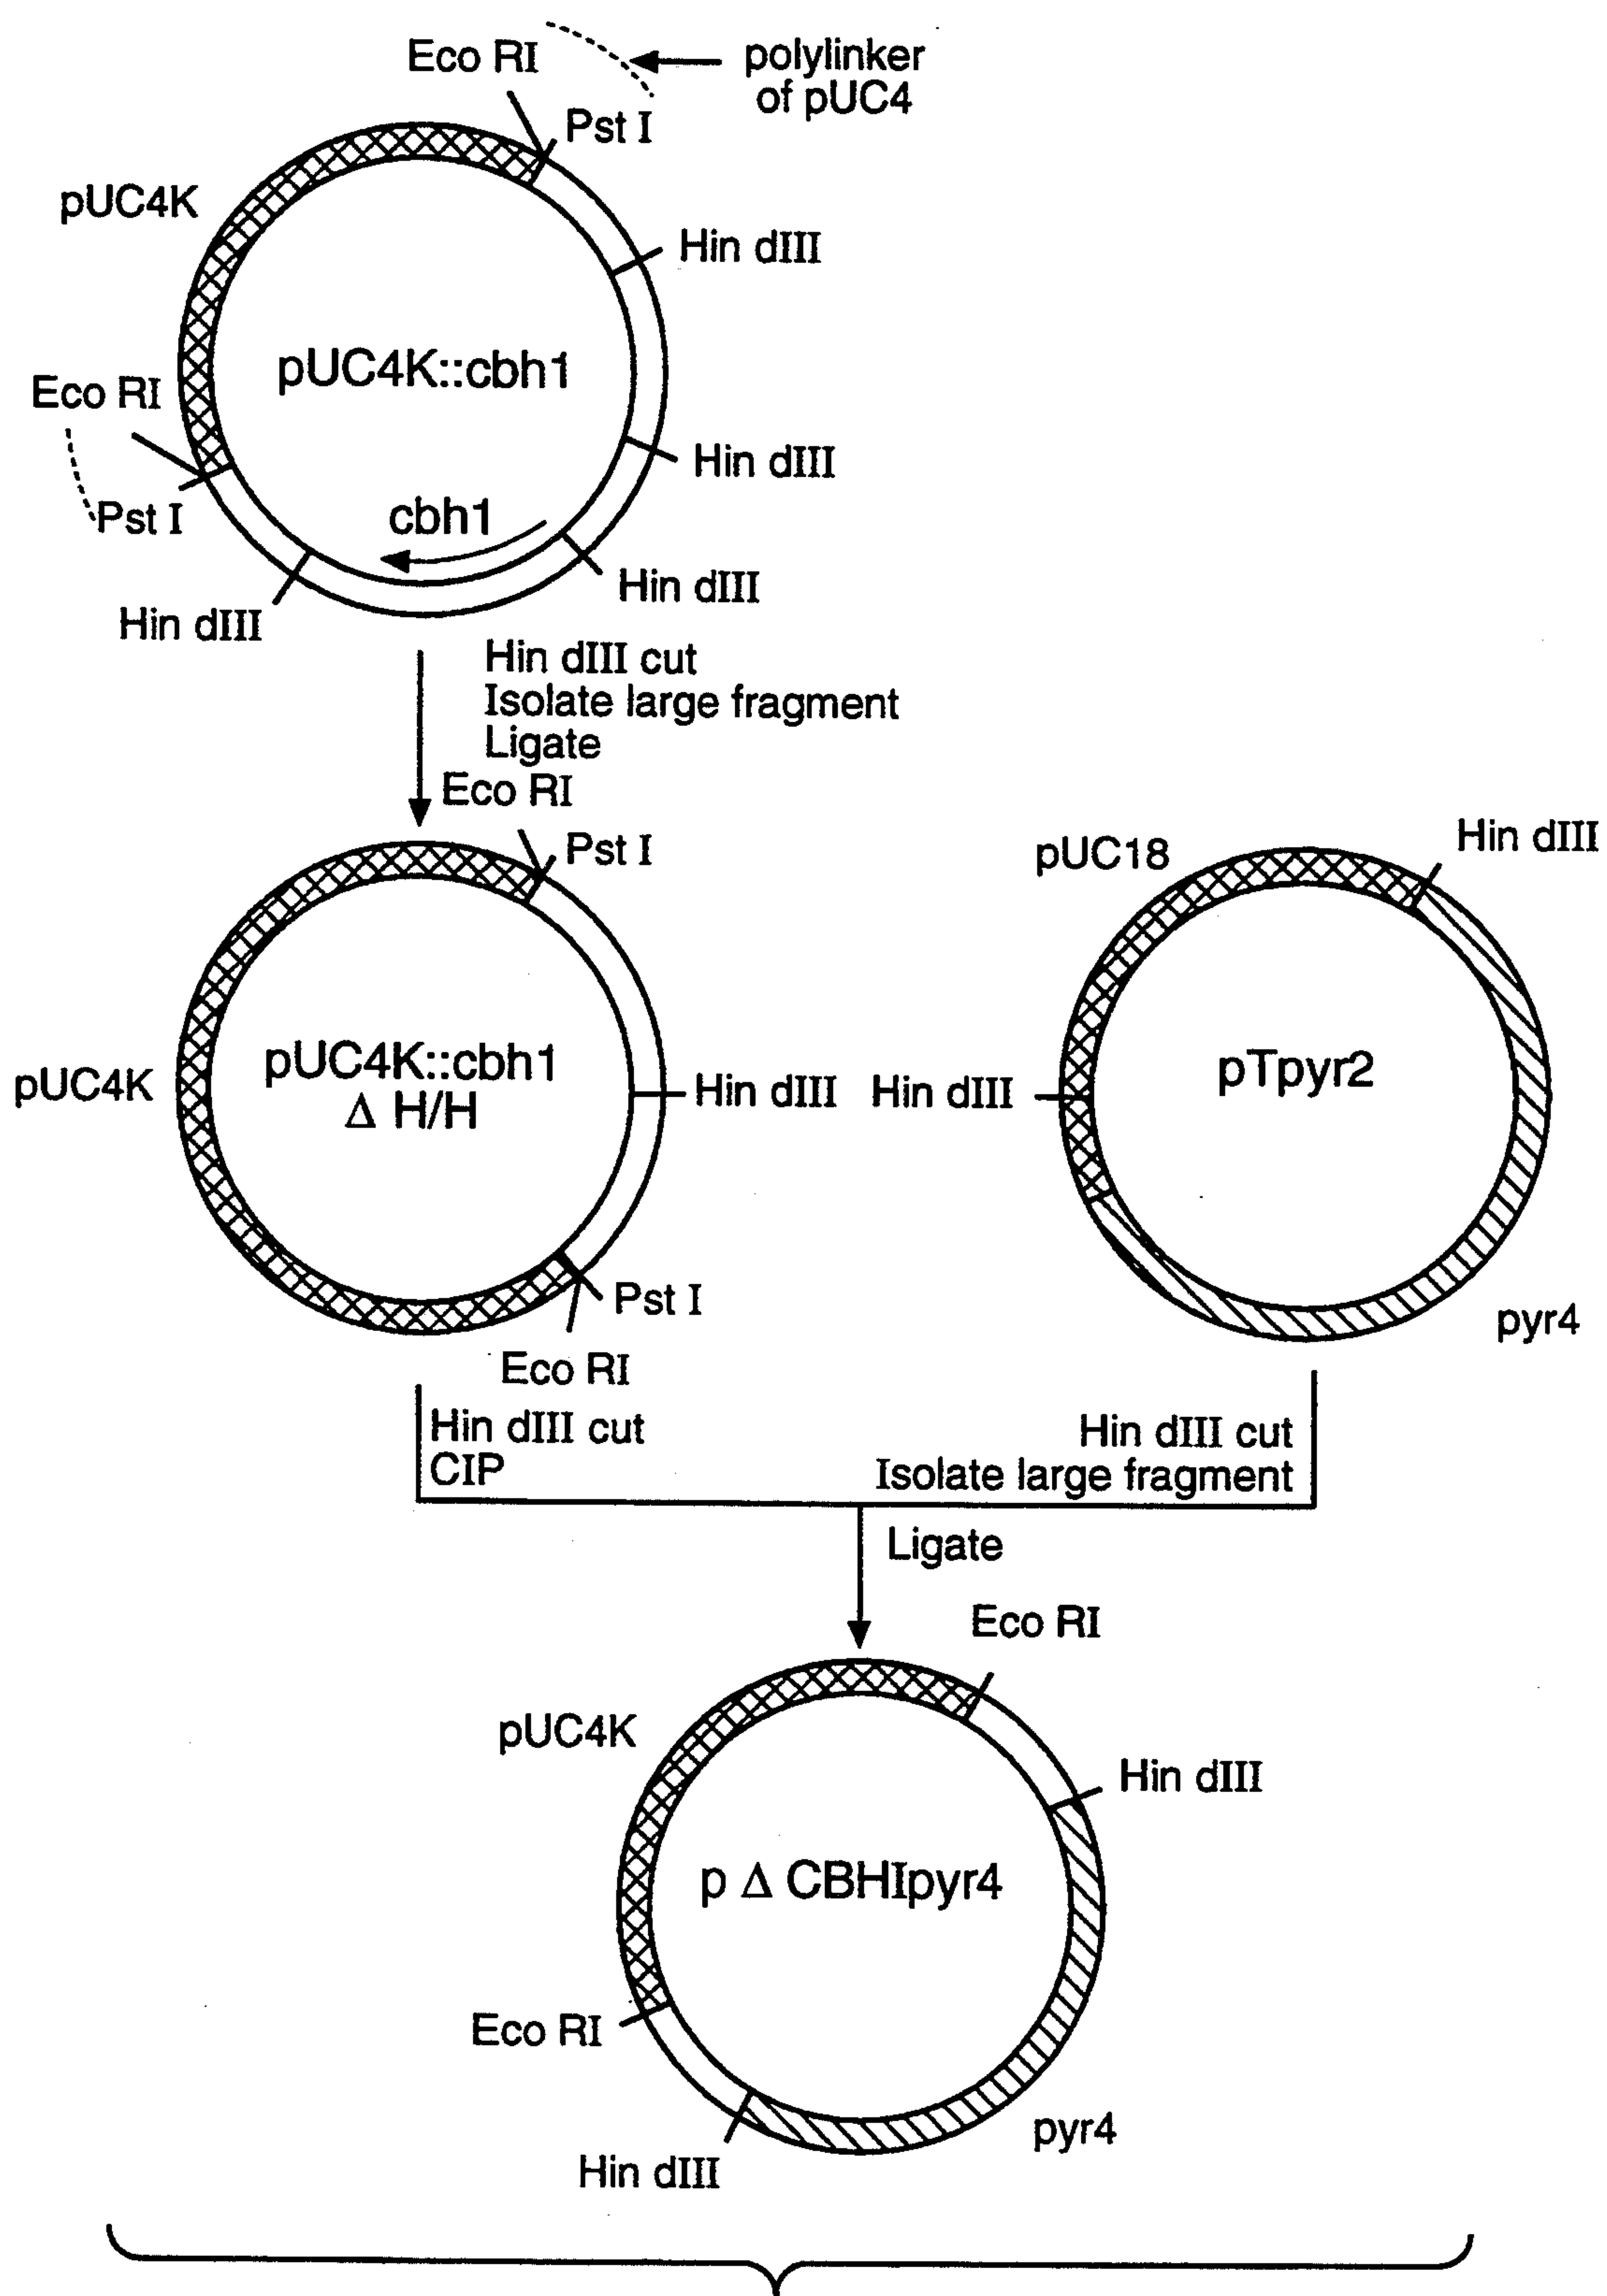 Eco RI
polylinker
of pUC4
Pst I
pUC4K
Hin dIII
pUC4K::cbh1
Eco RI
Hin dIII
Pst I
cbh1
Hin dIII
Hin dIII
Hin dIII cut
Isolate large fragment
Ligate
Eco RI
Pst I
pUC18
Hin dIII
pUC4K::cbh1
Δ H/H
pTpyr2
pUC4K
Hin dIII
Hin dIII
Pst I
pyr4
Eco RI
Hin dIII cut
CIP
Hin dIII cut
Isolate large fragment
Ligate
Eco RI
pUC4K
Hin dIII
p Δ CBHIpyr4
Eco RI
pyr4
Hin dIII